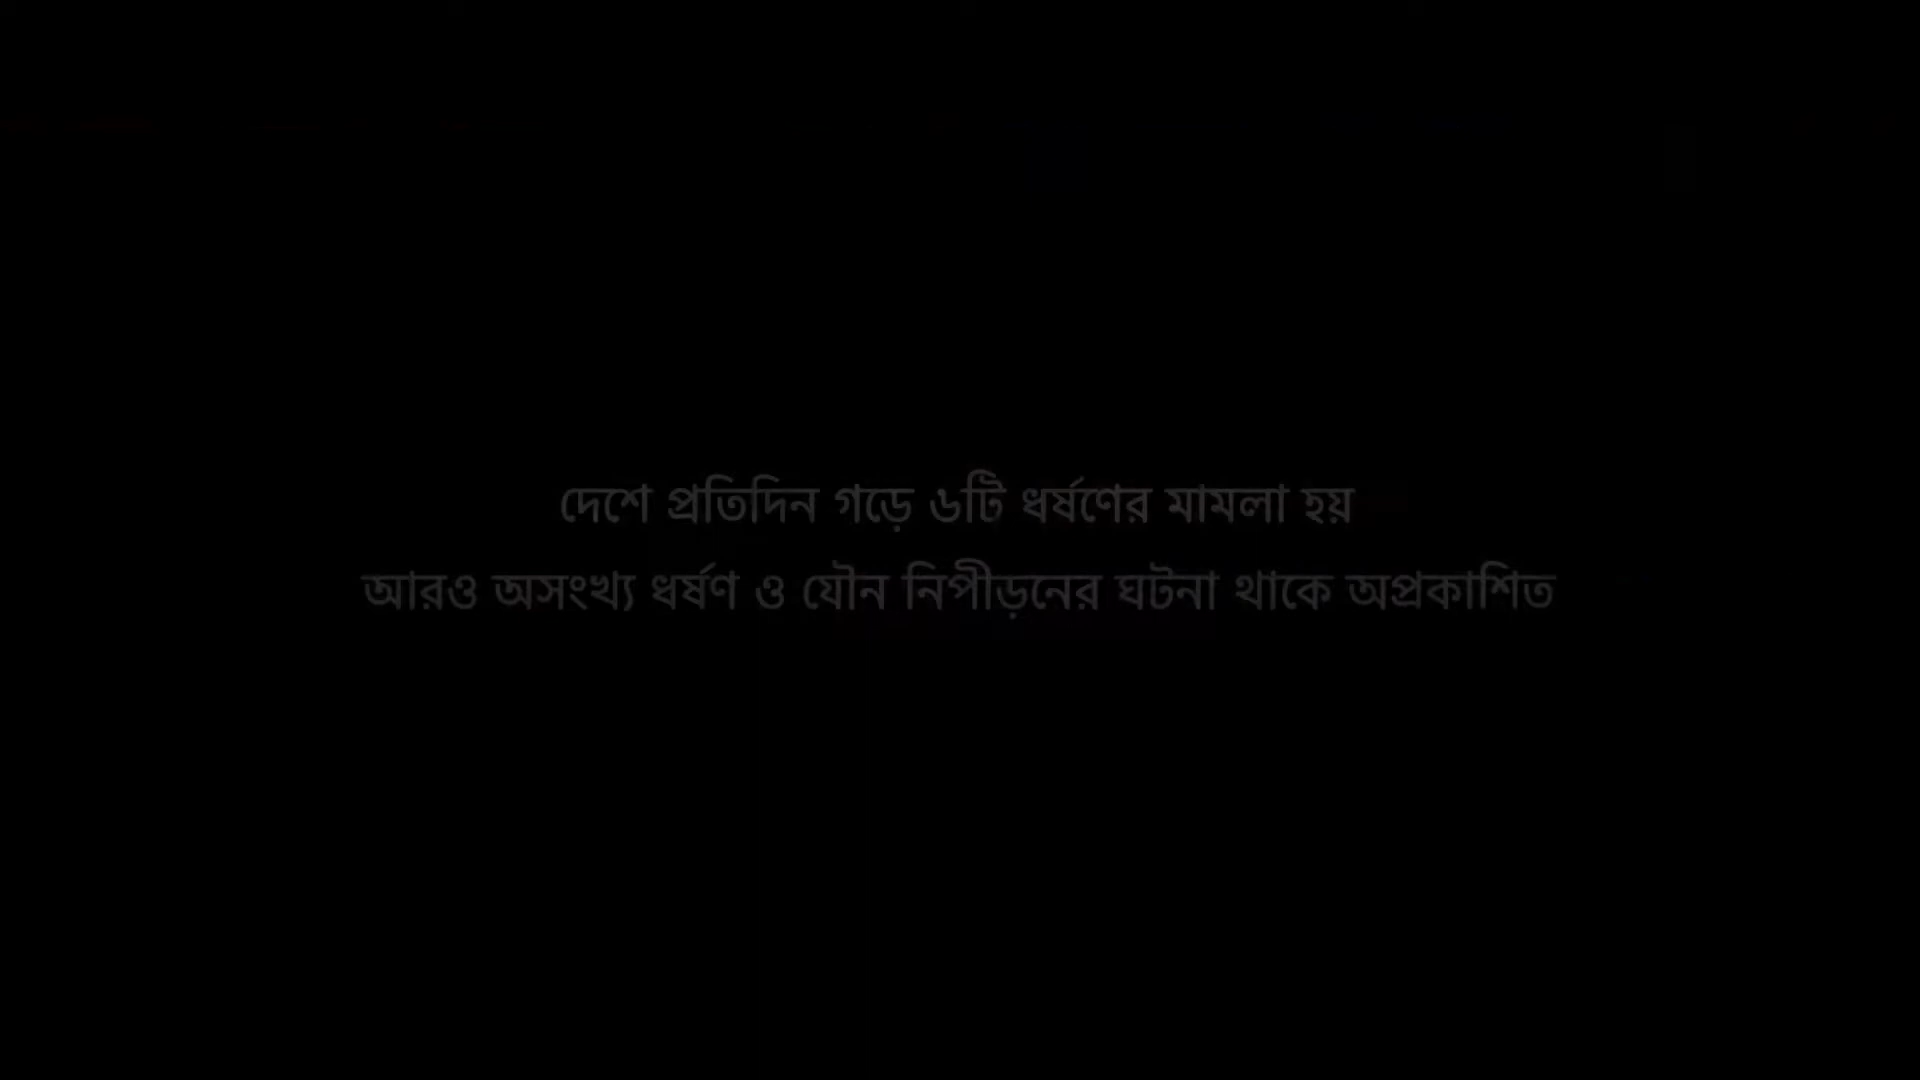 দেশে প্রতিদিন গড়ে ৬টি ধর্ষণের মামলা হয়
আরও অসংখ্য ধর্ষণ ও যৌন নিপীড়নের ঘটনা থাকে অপ্রকাশিত